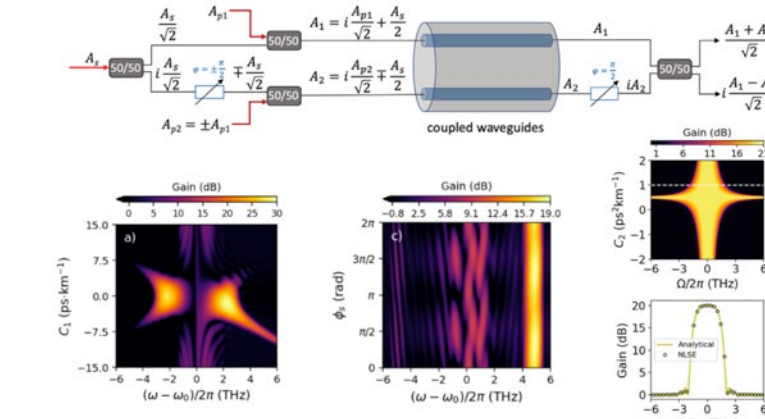 A_s
A_s/√2
i A_s/√2
50/50
φ = ±π/2
∓ A_s/√2
A_p1
50/50
A_p2 = ±A_p1
50/50
A_1 = i A_p1/√2 + A_s/2
A_2 = i A_p2/√2 ∓ A_s/2
coupled waveguides
A_1
A_2
φ = π/2
iA_2
50/50
A_1 + A
√2
i A_1 − A
√2
Gain (dB)
0 5 10 15 20 25 30
a)
C_1 (ps·km⁻¹)
15.0
7.5
0.0
−7.5
−15.0
−6 −4 −2 0 2 4 6
(ω − ω_0)/2π (THz)
Gain (dB)
−0.8 2.5 5.8 9.1 12.4 15.7 19.0
c)
ϕ_s (rad)
2π
3π/2
π
π/2
0
−6 −4 −2 0 2 4 6
(ω − ω_0)/2π (THz)
Gain (dB)
1 6 11 16
C_2 (ps²km⁻¹)
2
1
0
−1
−2
−6 −3 0 3 6
Ω/2π (THz)
Gain (dB)
20
15
10
5
0
Analytical
NLSE
−6 −3 0 3 6